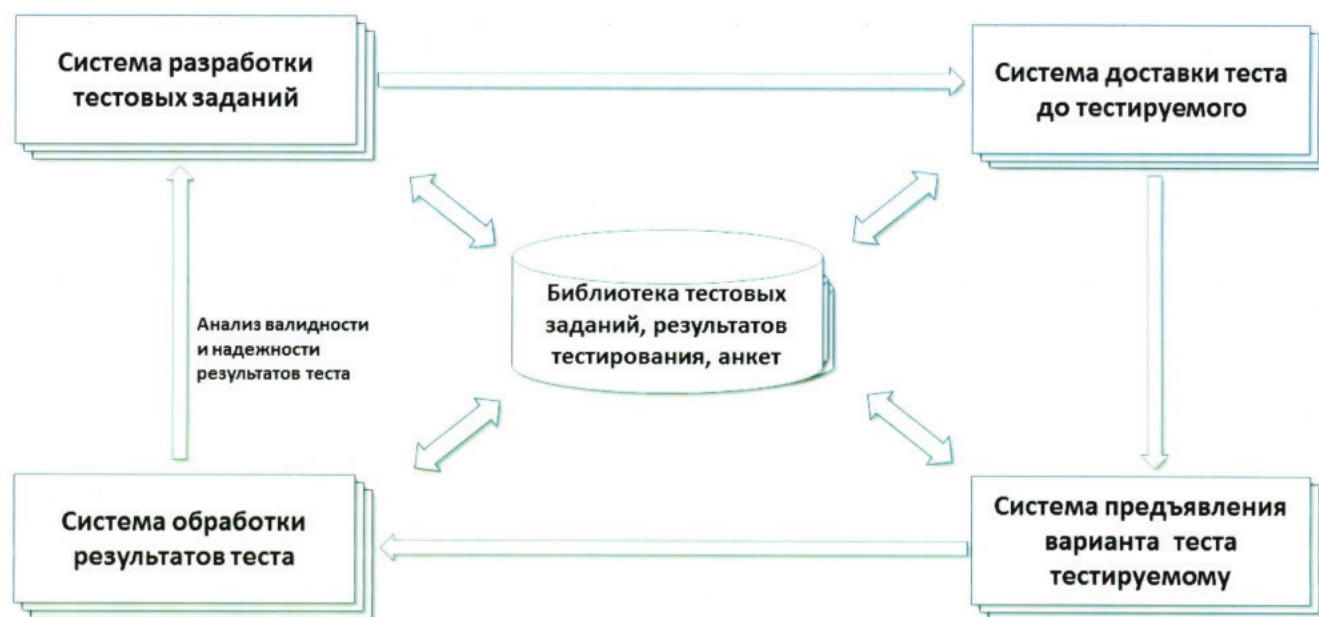 Система разработки
тестовых заданий
Система доставки теста
до тестируемого
Библиотека тестовых
заданий, результатов
тестирования, анкет
Анализ валидности
и надежности
результатов теста
Система обработки
результатов теста
Система предъявления
варианта теста
тестируемому